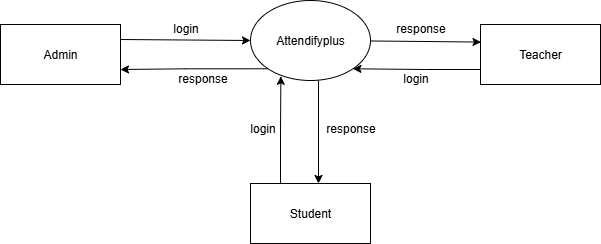 login
Attendifyplus
response
Admin
Teacher
response
login
login
response
Student